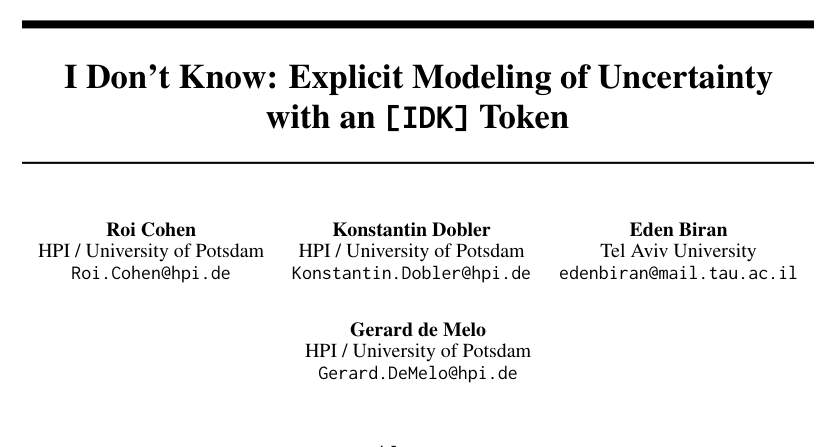 I Don't Know: Explicit Modeling of Uncertainty
with an [IDK] Token
Roi Cohen
HPI / University of Potsdam
Roi.Cohen@hpi.de
Konstantin Dobler
HPI / University of Potsdam
Konstantin.Dobler@hpi.de
Eden Biran
Tel Aviv University
edenbiran@mail.tau.ac.il
Gerard de Melo
HPI / University of Potsdam
Gerard.DeMelo@hpi.de